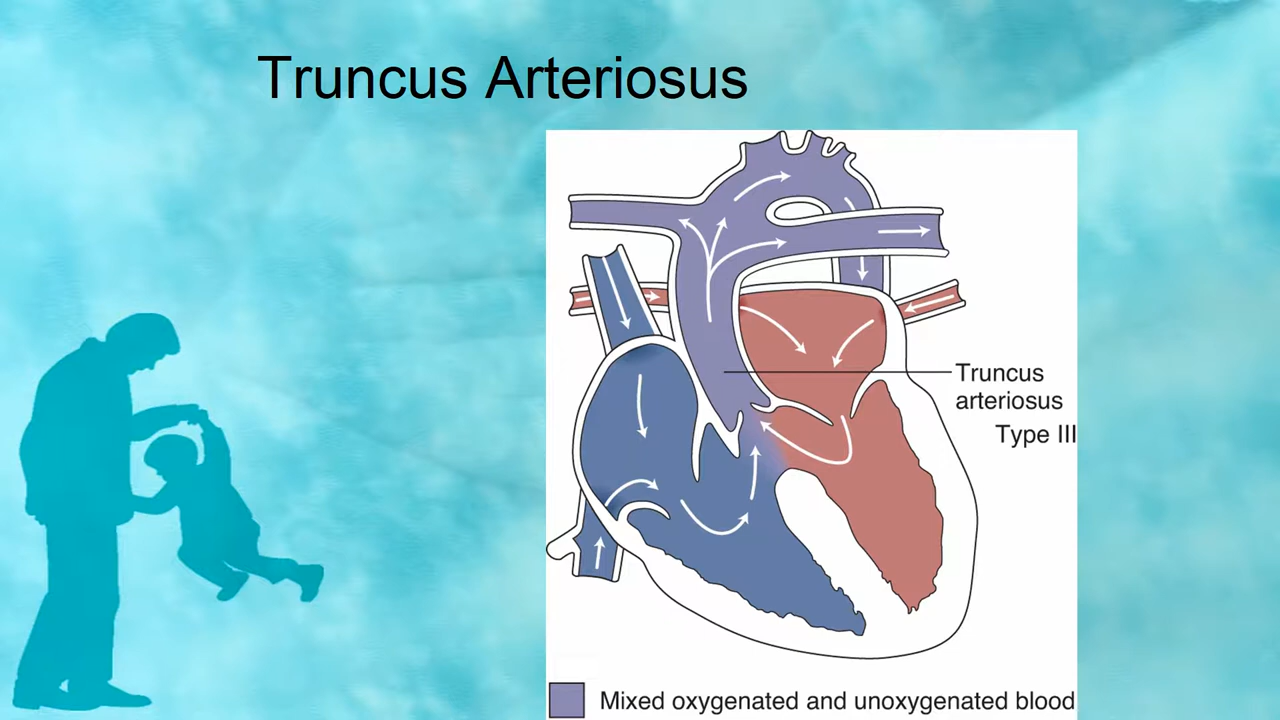 Truncus Arteriosus
Truncus
arteriosus
Type III
Mixed oxygenated and unoxygenated blood